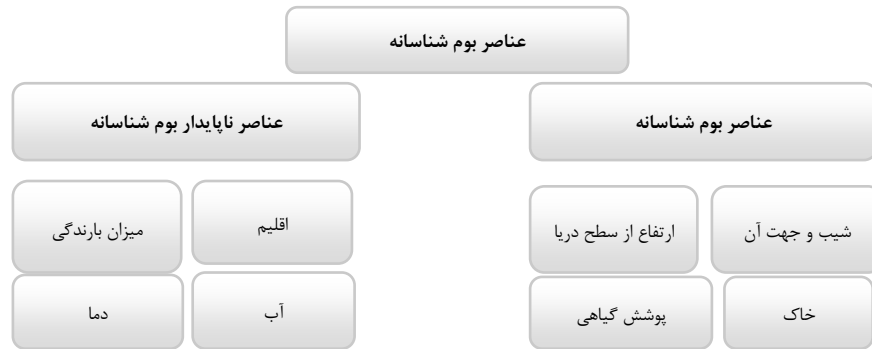 عناصر بوم شناسانه
عناصر بوم شناسانه
عناصر ناپایدار بوم شناسانه
شیب و جهت آن
ارتفاع از سطح دریا
اقلیم
میزان بارندگی
خاک
پوشش گیاهی
آب
دما